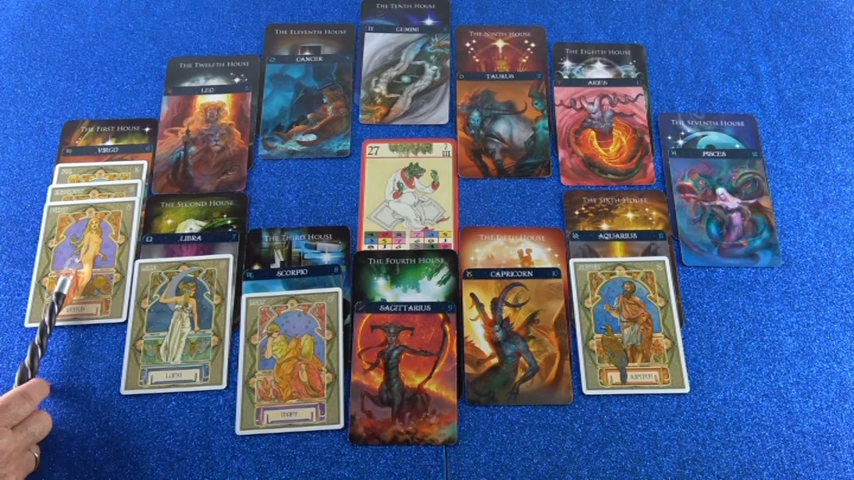 THE TENTH HOUSE
GEMINI
THE ELEVENTH HOUSE
CANCER
THE NINTH HOUSE
TAURUS
THE EIGHTH HOUSE
ARIES
THE TWELFTH HOUSE
LEO
THE SEVENTH HOUSE
PISCES
THE FIRST HOUSE
VIRGO
27
THE SECOND HOUSE
LIBRA
THE THIRD HOUSE
SCORPIO
THE FOURTH HOUSE
SAGITTARIUS
THE FIFTH HOUSE
CAPRICORN
THE SIXTH HOUSE
AQUARIUS
JUPITER